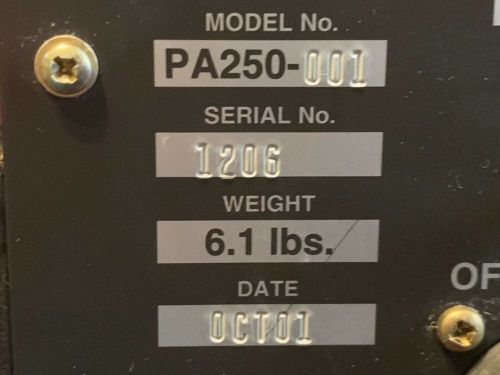 MODEL No.
PA250-001
SERIAL No.
1206
WEIGHT
6.1 lbs.
DATE
OCT01
OF